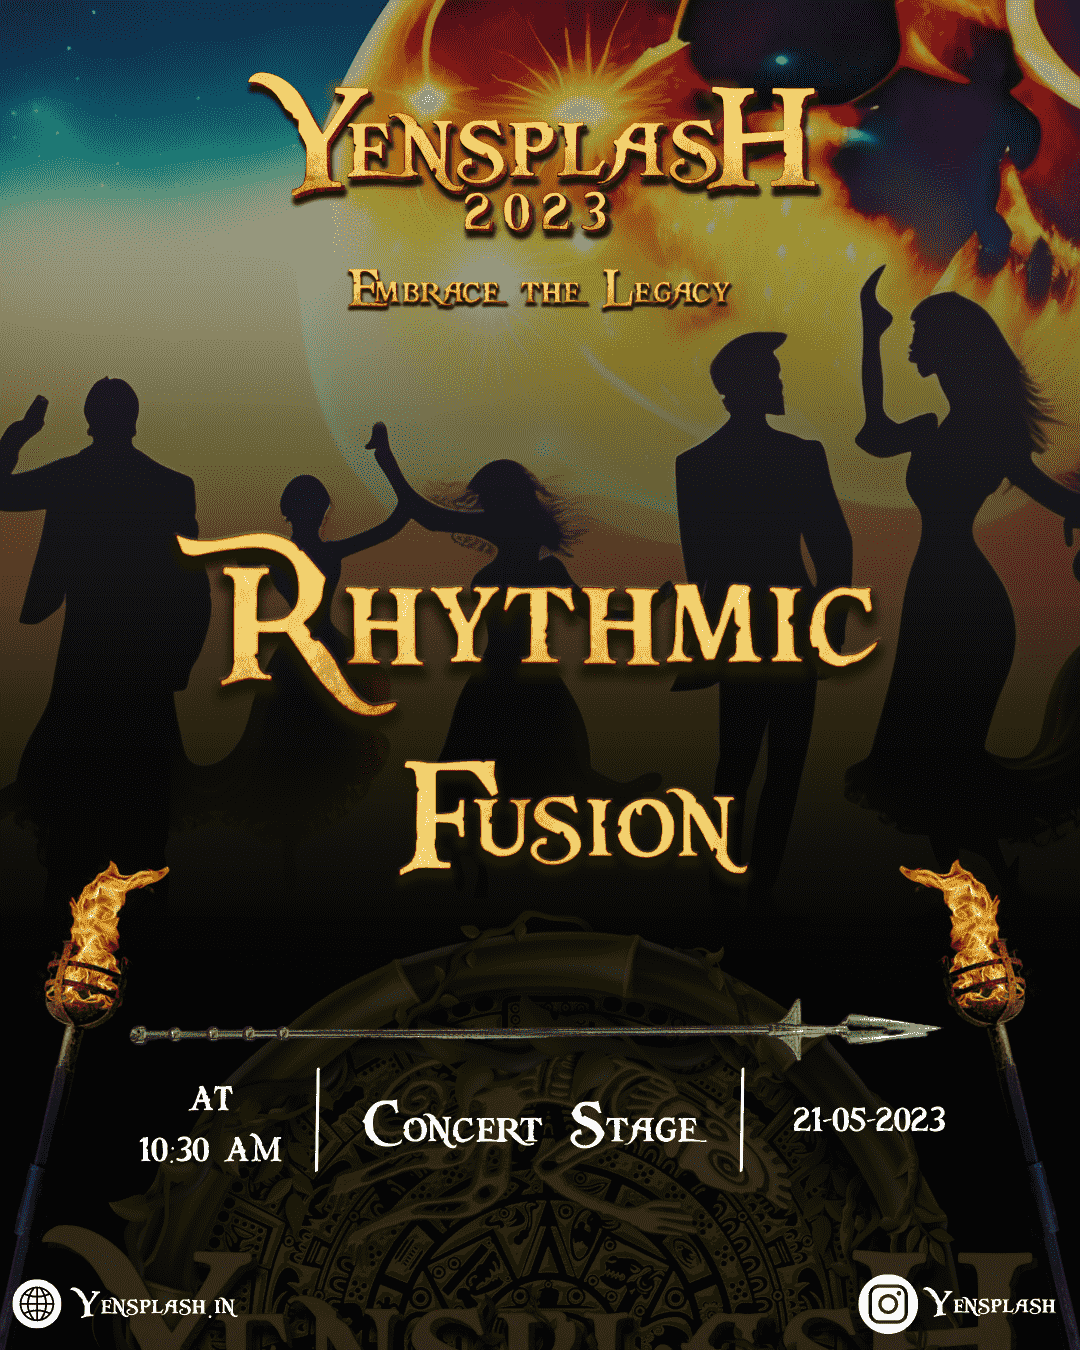 Yensplash
2023
Embrace the Legacy
Rhythmic
Fusion
AT
10:30 AM
Concert Stage
21-05-2023
Yensplash.in
Yensplash
Yensplash